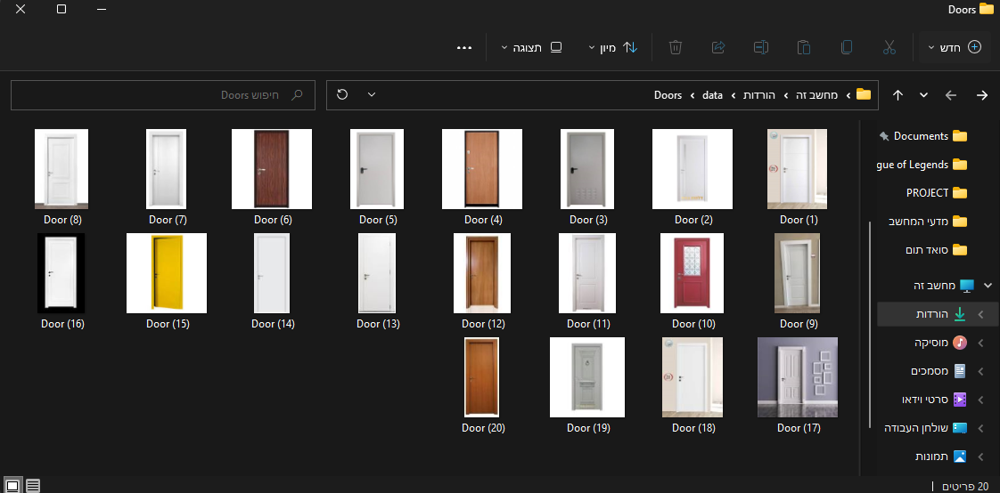 Doors
חדש
מיון
תצוגה
מחשב זה
הורדות
data
Doors
חיפוש Doors
Documents
gue of Legends
PROJECT
מדעי המחשב
סואד תום
מחשב זה
הורדות
מוסיקה
מסמכים
סרטי וידאו
שולחן העבודה
תמונות
Door (1)
Door (2)
Door (3)
Door (4)
Door (5)
Door (6)
Door (7)
Door (8)
Door (9)
Door (10)
Door (11)
Door (12)
Door (13)
Door (14)
Door (15)
Door (16)
Door (17)
Door (18)
Door (19)
Door (20)
20 פריטים